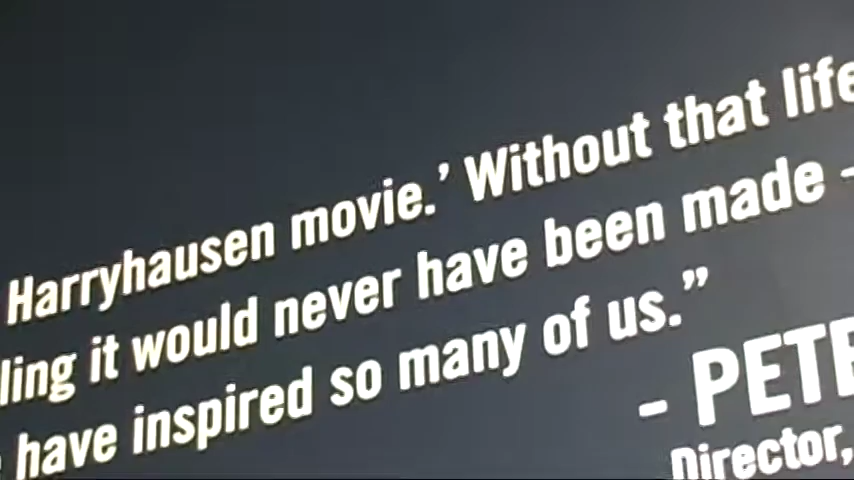 Harryhausen movie.’ Without that life
ling it would never have been made -
have inspired so many of us.”
- PETE
Director,